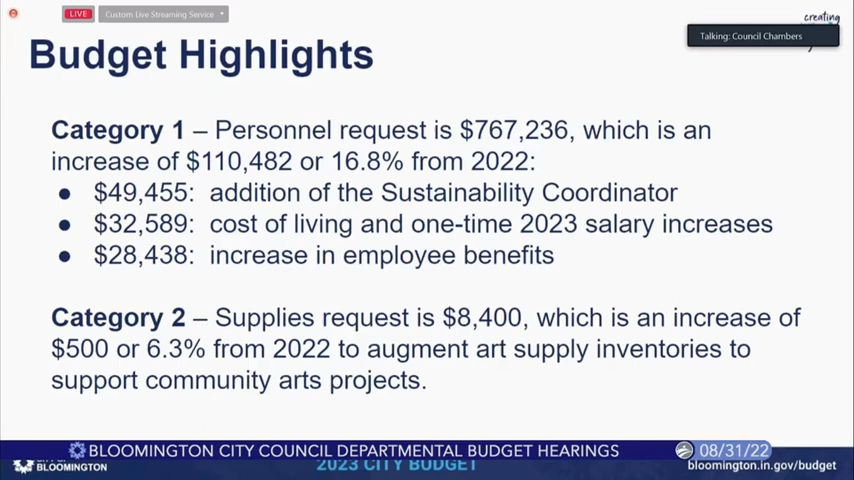 LIVE
Custom Live Streaming Service
creating
Talking: Council Chambers
Budget Highlights
Category 1 – Personnel request is $767,236, which is an
increase of $110,482 or 16.8% from 2022:
● $49,455: addition of the Sustainability Coordinator
● $32,589: cost of living and one-time 2023 salary increases
● $28,438: increase in employee benefits
Category 2 – Supplies request is $8,400, which is an increase of
$500 or 6.3% from 2022 to augment art supply inventories to
support community arts projects.
BLOOMINGTON CITY COUNCIL DEPARTMENTAL BUDGET HEARINGS
08/31/22
BLOOMINGTON
2023 CITY BUDGET
bloomington.in.gov/budget